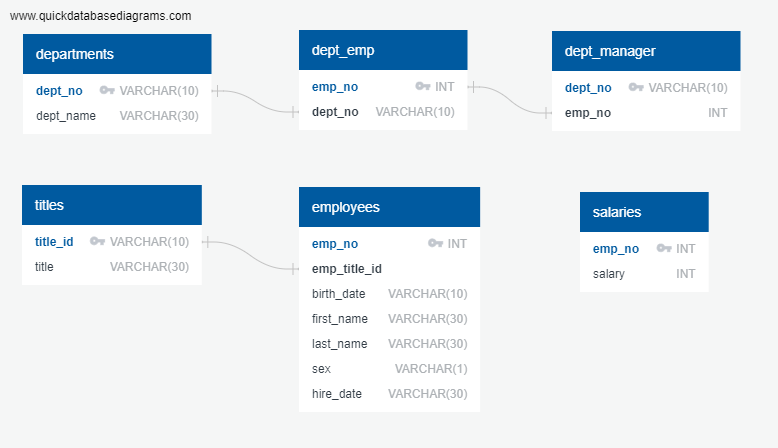 www.quickdatabasediagrams.com
departments
dept_no VARCHAR(10)
dept_name VARCHAR(30)
dept_emp
emp_no INT
dept_no VARCHAR(10)
dept_manager
dept_no VARCHAR(10)
emp_no INT
titles
title_id VARCHAR(10)
title VARCHAR(30)
employees
emp_no INT
emp_title_id
birth_date VARCHAR(10)
first_name VARCHAR(30)
last_name VARCHAR(30)
sex VARCHAR(1)
hire_date VARCHAR(30)
salaries
emp_no INT
salary INT